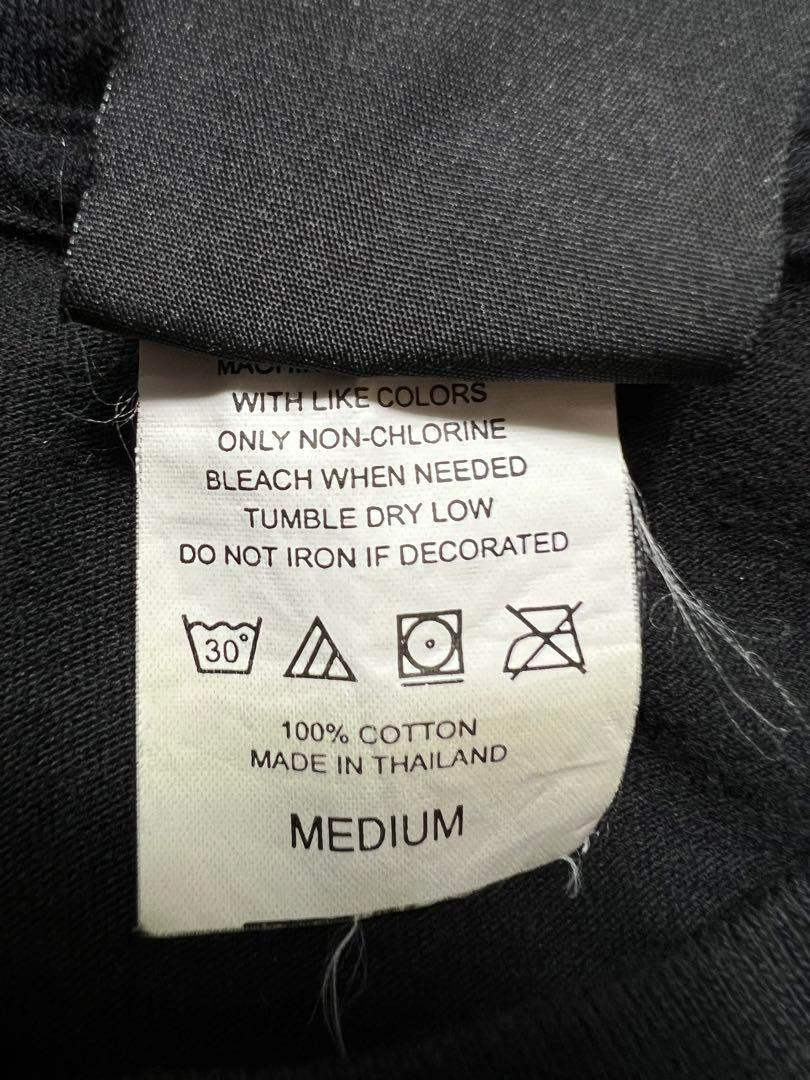 WITH LIKE COLORS
ONLY NON-CHLORINE
BLEACH WHEN NEEDED
TUMBLE DRY LOW
DO NOT IRON IF DECORATED
30°
100% COTTON
MADE IN THAILAND
MEDIUM